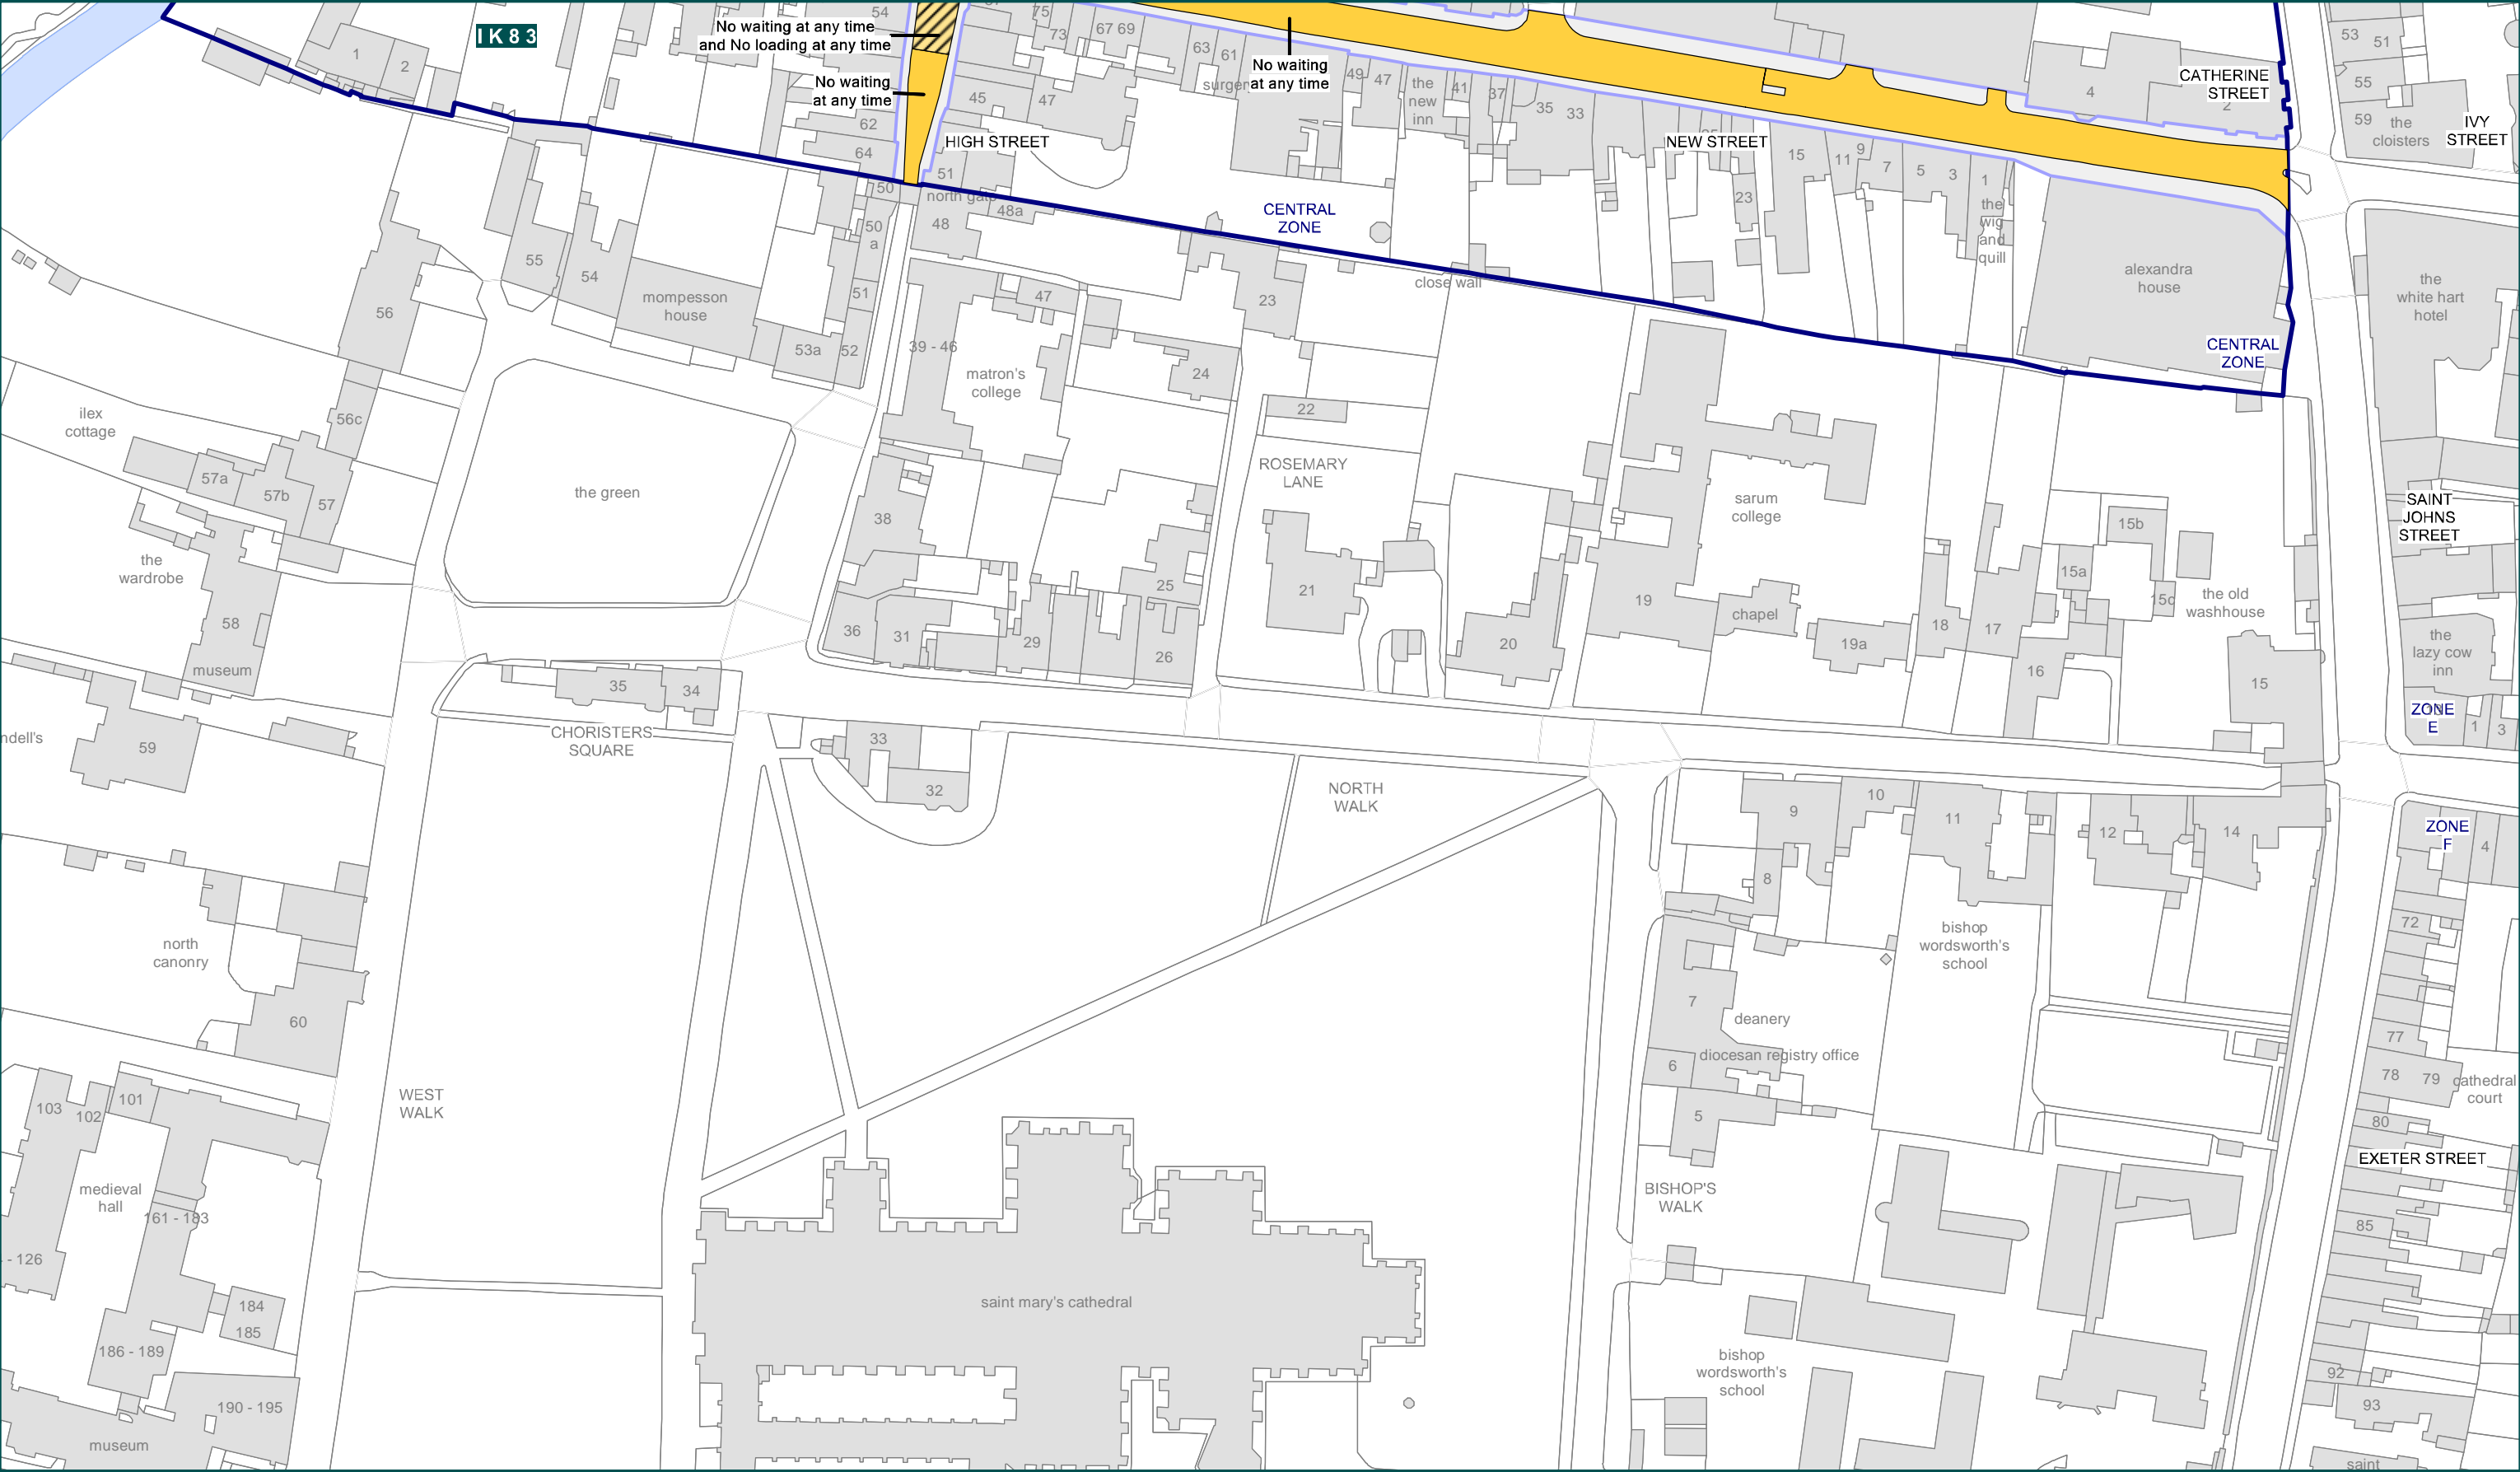 IK83
54
No waiting at any time
and No loading at any time
No waiting
at any time
1
2
62
64
50
50
a
51
52
53a
75
73
67 69
63
61
surgery
No waiting
at any time
49
47
the
new
inn
41
37
35
33
45
47
HIGH STREET
51
north gate
48
48a
CENTRAL
ZONE
NEW STREET
23
15
11
9
7
5
3
1
the
wig
and
quill
4
2
CATHERINE
STREET
53
51
55
59
the
cloisters
IVY
STREET
alexandra
house
CENTRAL
ZONE
the
white hart
hotel
close wall
55
54
56
mompesson
house
47
39 - 46
matron's
college
23
24
22
ROSEMARY
LANE
ilex
cottage
56c
57a
57b
57
the green
38
sarum
college
SAINT
JOHNS
STREET
15b
15a
15c
the old
washhouse
the
wardrobe
58
museum
25
21
36
31
29
26
20
19
chapel
19a
18
17
16
15
the
lazy cow
inn
ZONE
E
1
3
35
34
CHORISTERS
SQUARE
ndell's
59
33
32
NORTH
WALK
9
10
11
8
12
14
ZONE
F
4
72
bishop
wordsworth's
school
north
canonry
60
7
deanery
diocesan registry office
6
5
77
78
79
cathedral
court
80
EXETER STREET
85
WEST
WALK
103
102
101
medieval
hall
161 - 183
- 126
184
185
186 - 189
190 - 195
museum
BISHOP'S
WALK
saint mary's cathedral
bishop
wordsworth's
school
92
93
saint